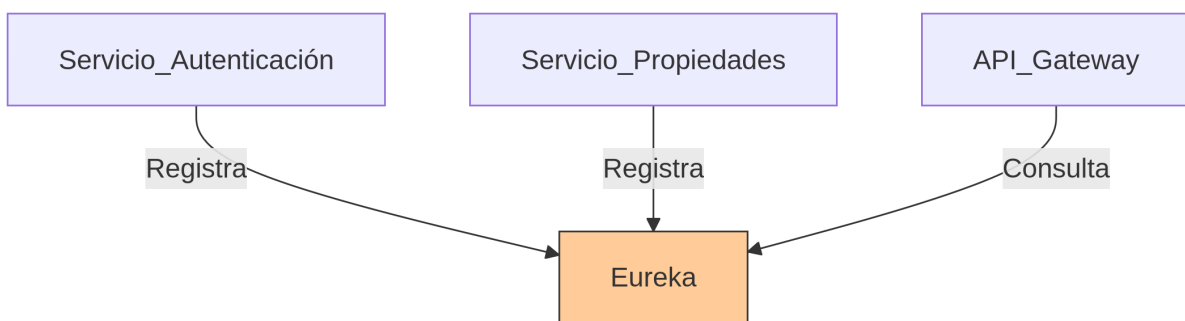 Servicio_Autenticación
Servicio_Propiedades
API_Gateway
Registra
Registra
Consulta
Eureka